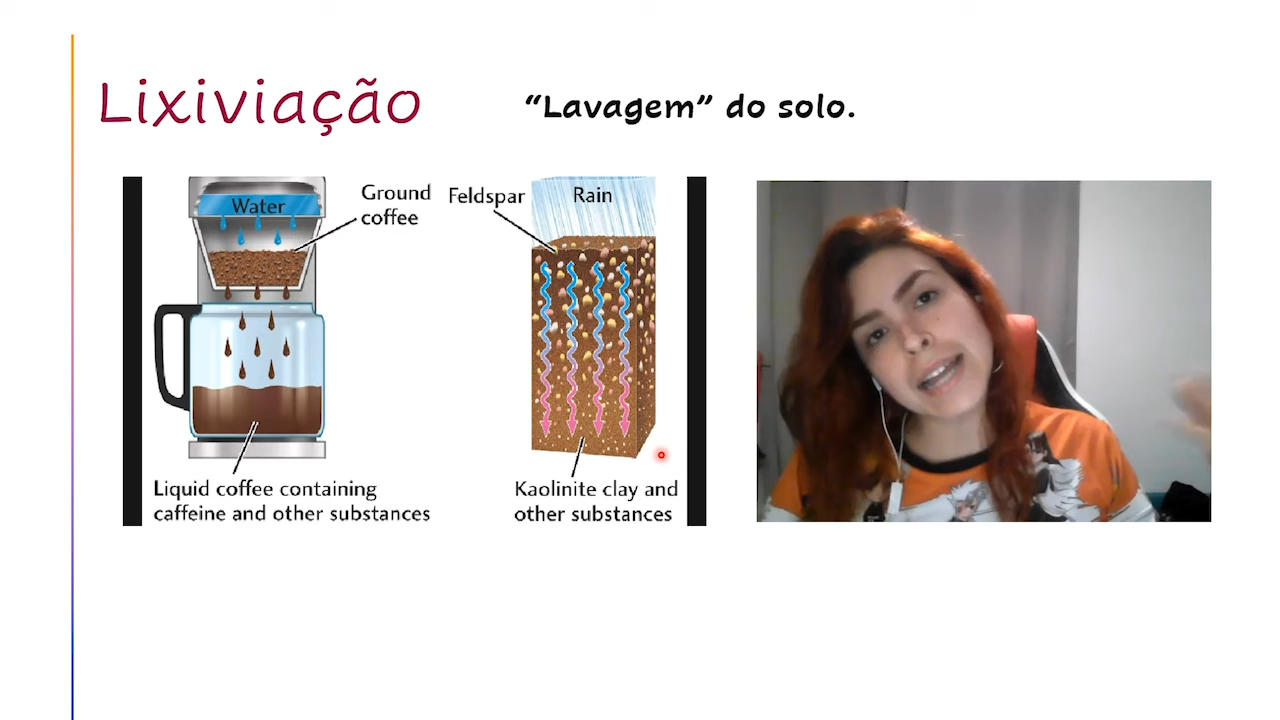 Lixiviação
“Lavagem” do solo.
Water
Ground
coffee
Liquid coffee containing
caffeine and other substances
Feldspar
Rain
Kaolinite clay and
other substances